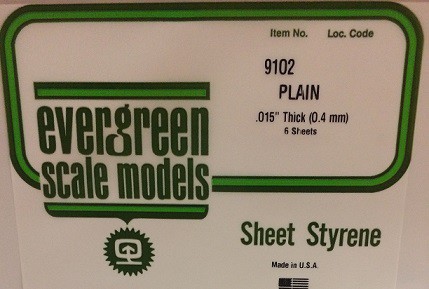 Item No. Loc. Code
9102
PLAIN
.015" Thick (0.4 mm)
6 Sheets
evergreen
scale models
Sheet Styrene
Made in U.S.A.